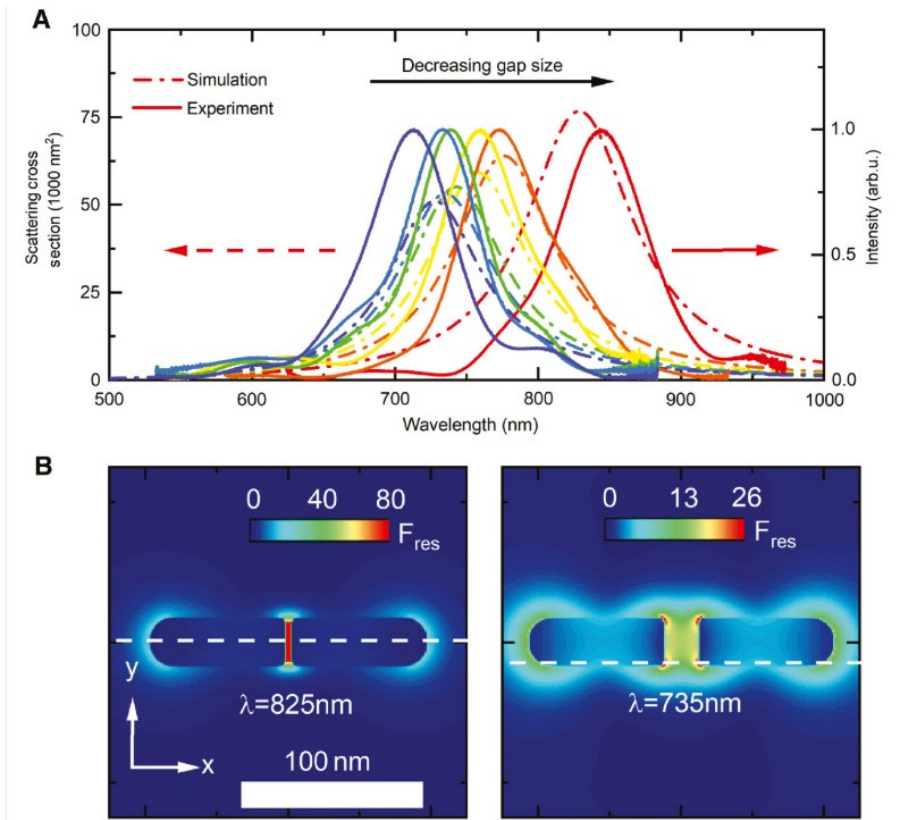 A
100
75
50
25
0
Scattering cross
section (1000 nm²)
Simulation
Experiment
Decreasing gap size
1.0
0.5
0.0
Intensity (arb.u.)
500 600 700 800 900 1000
Wavelength (nm)
B
0 40 80
F_res
λ=825nm
y
x
100 nm
0 13 26
F_res
λ=735nm